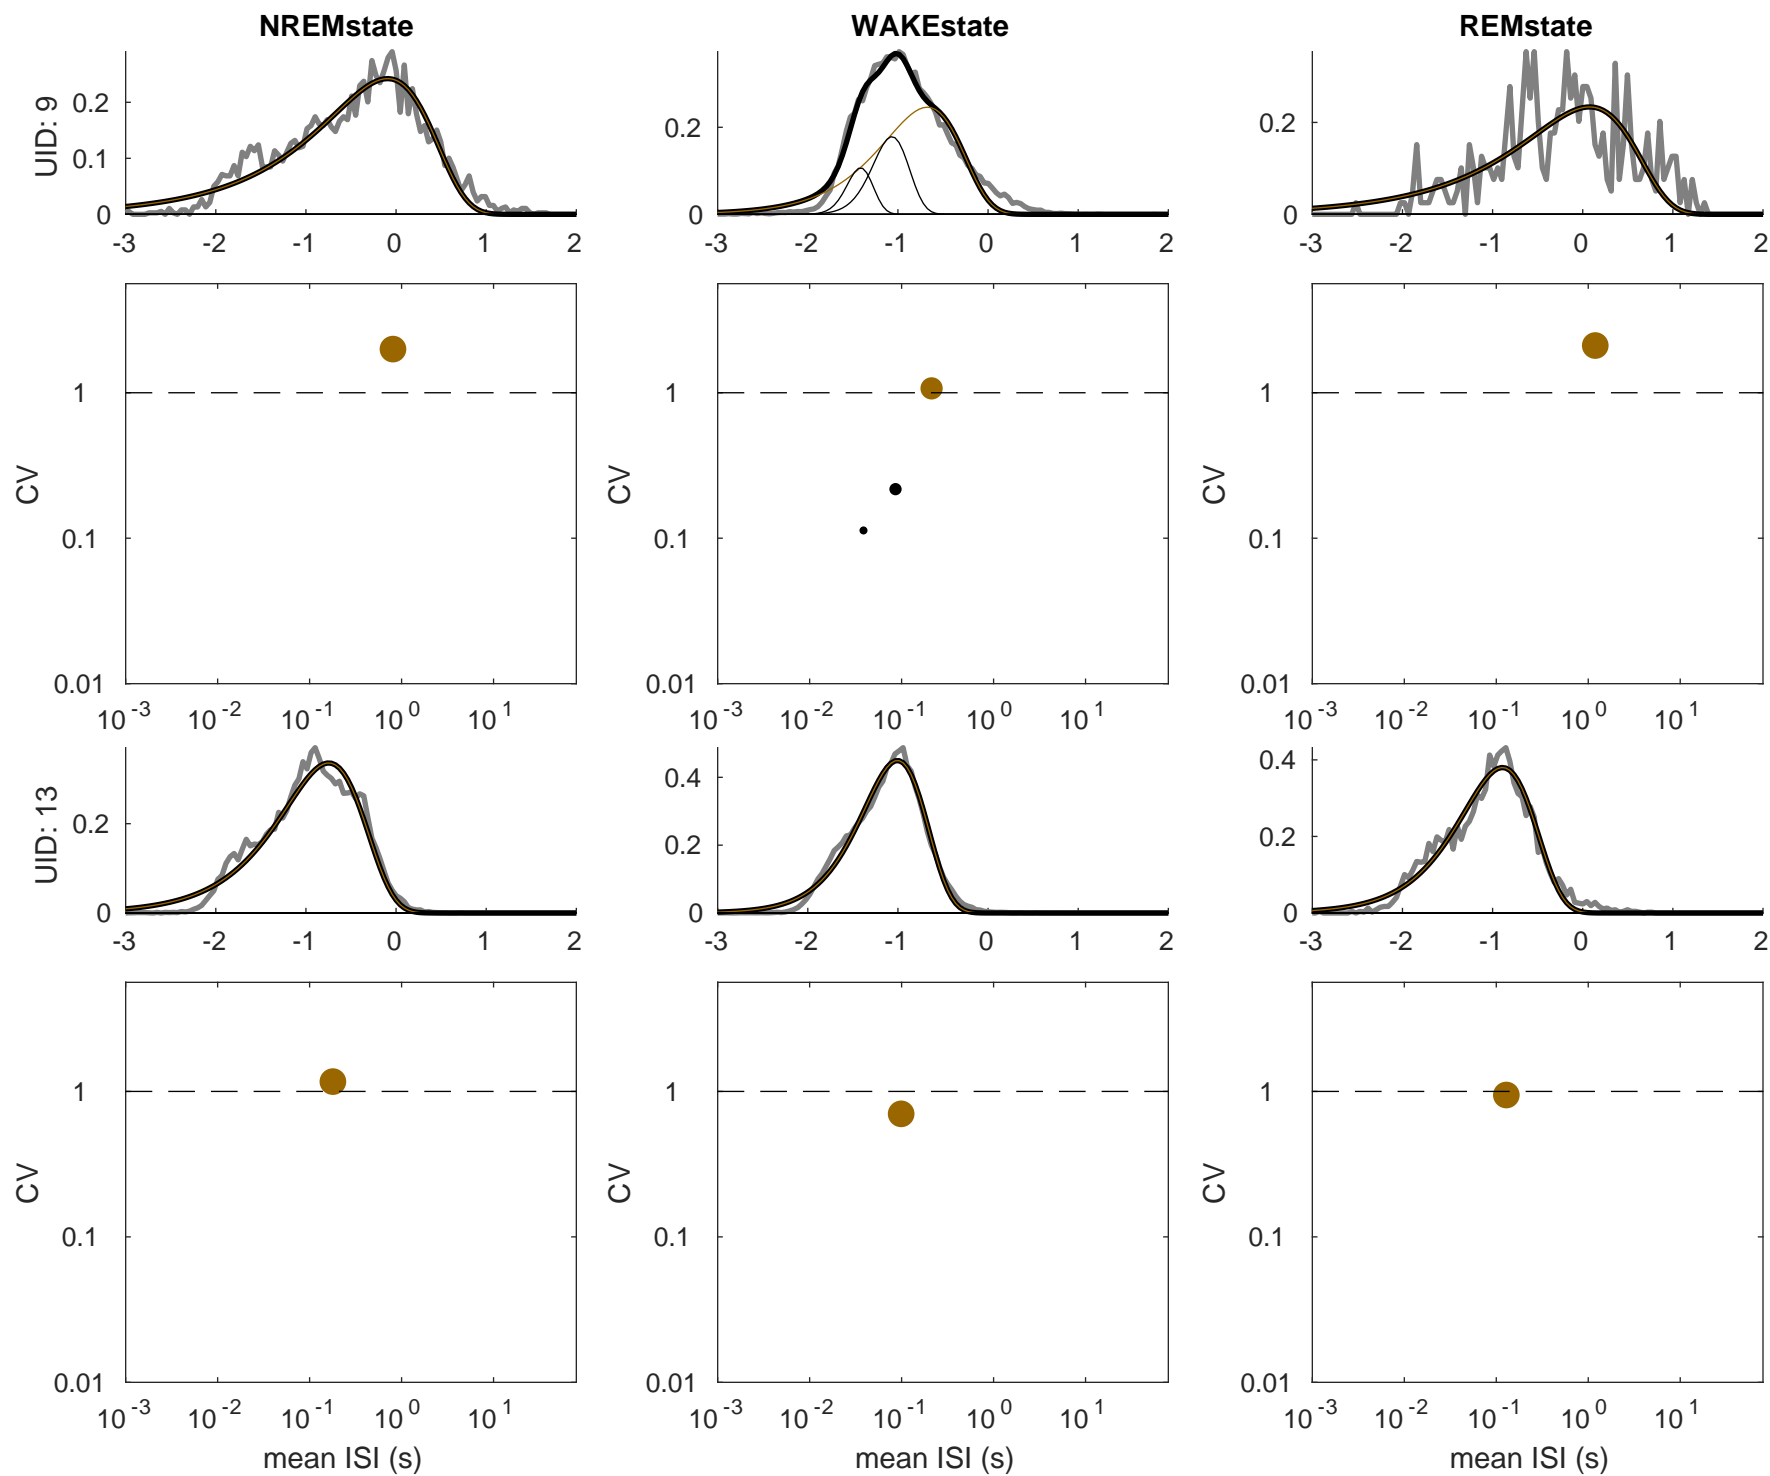 NREMstate WAKEstate REMstate
UID: 9
0.2 0.2 0.2
0.1
0 0 0
-3 -2 -1 0 1 2 -3 -2 -1 0 1 2 -3 -2 -1 0 1 2
1 1 1
CV CV CV
0.1 0.1 0.1
0.01 0.01 0.01
10^-3 10^-2 10^-1 10^0 10^1 10^-3 10^-2 10^-1 10^0 10^1 10^-3 10^-2 10^-1 10^0 10^1
UID: 13
0.4 0.4
0.2 0.2 0.2
0 0 0
-3 -2 -1 0 1 2 -3 -2 -1 0 1 2 -3 -2 -1 0 1 2
1 1 1
CV CV CV
0.1 0.1 0.1
0.01 0.01 0.01
10^-3 10^-2 10^-1 10^0 10^1 10^-3 10^-2 10^-1 10^0 10^1 10^-3 10^-2 10^-1 10^0 10^1
mean ISI (s) mean ISI (s) mean ISI (s)